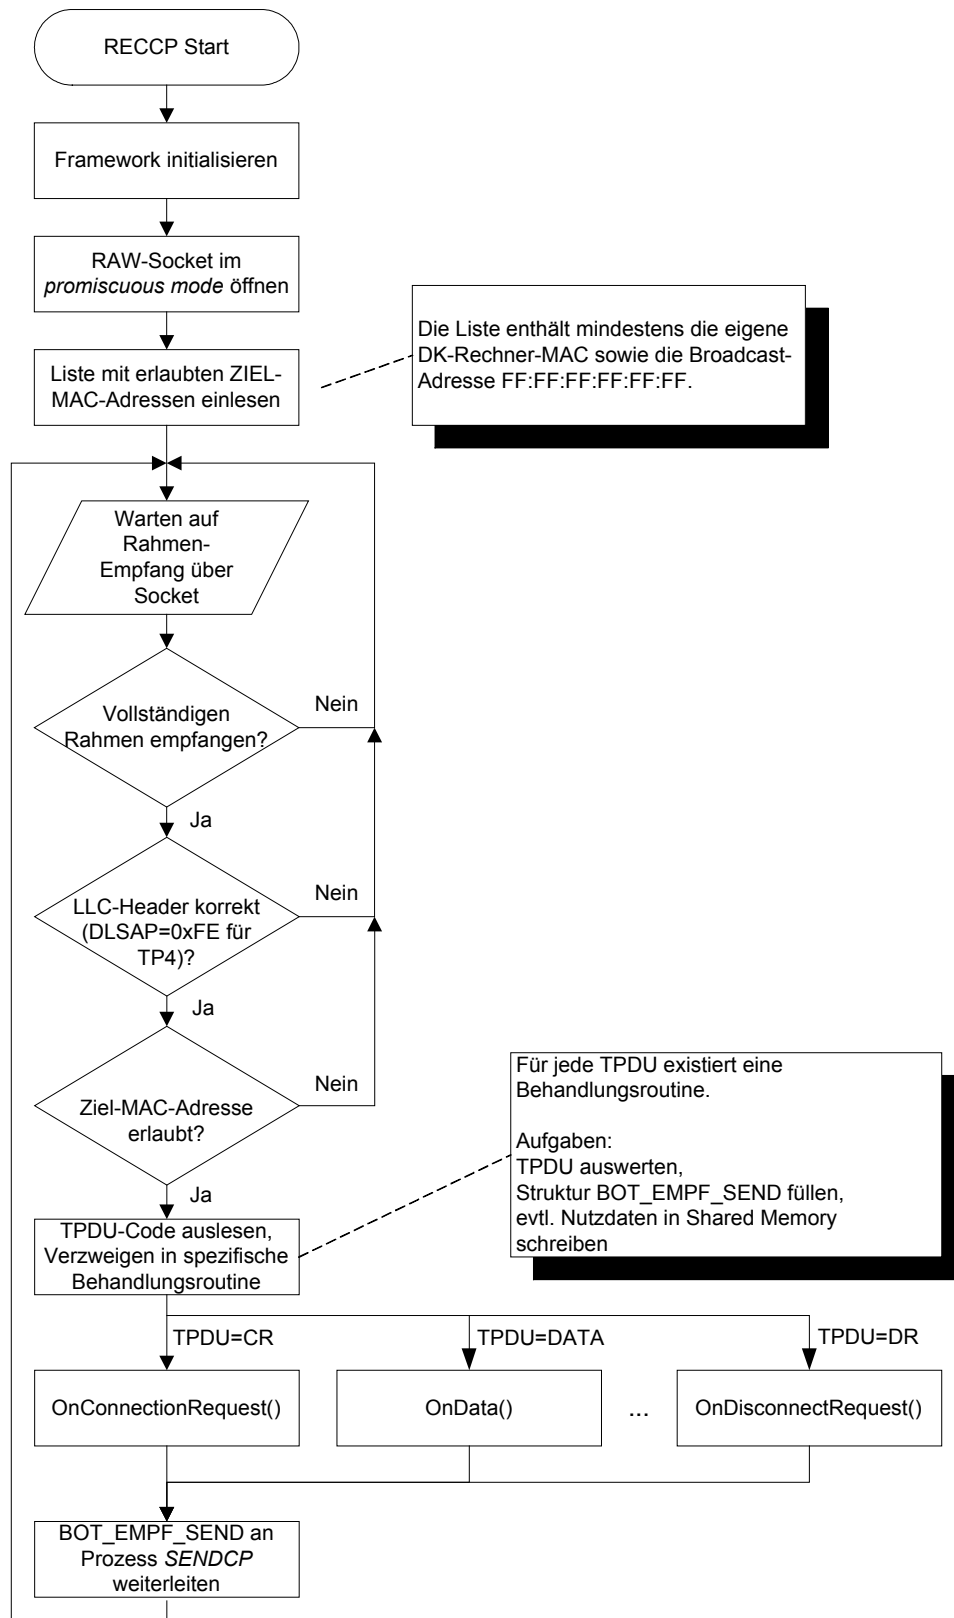 RECCP Start
Framework initialisieren
RAW-Socket im
promiscuous mode öffnen
Liste mit erlaubten ZIEL-
MAC-Adressen einlesen
Die Liste enthält mindestens die eigene
DK-Rechner-MAC sowie die Broadcast-
Adresse FF:FF:FF:FF:FF:FF.
Warten auf
Rahmen-
Empfang über
Socket
Vollständigen
Rahmen empfangen?
Nein
Ja
LLC-Header korrekt
(DLSAP=0xFE für
TP4)?
Nein
Ja
Ziel-MAC-Adresse
erlaubt?
Nein
Ja
Für jede TPDU existiert eine
Behandlungsroutine.
Aufgaben:
TPDU auswerten,
Struktur BOT_EMPF_SEND füllen,
evtl. Nutzdaten in Shared Memory
schreiben
TPDU-Code auslesen,
Verzweigen in spezifische
Behandlungsroutine
TPDU=CR
TPDU=DATA
TPDU=DR
OnConnectionRequest()
OnData()
...
OnDisconnectRequest()
BOT_EMPF_SEND an
Prozess SENDCP
weiterleiten